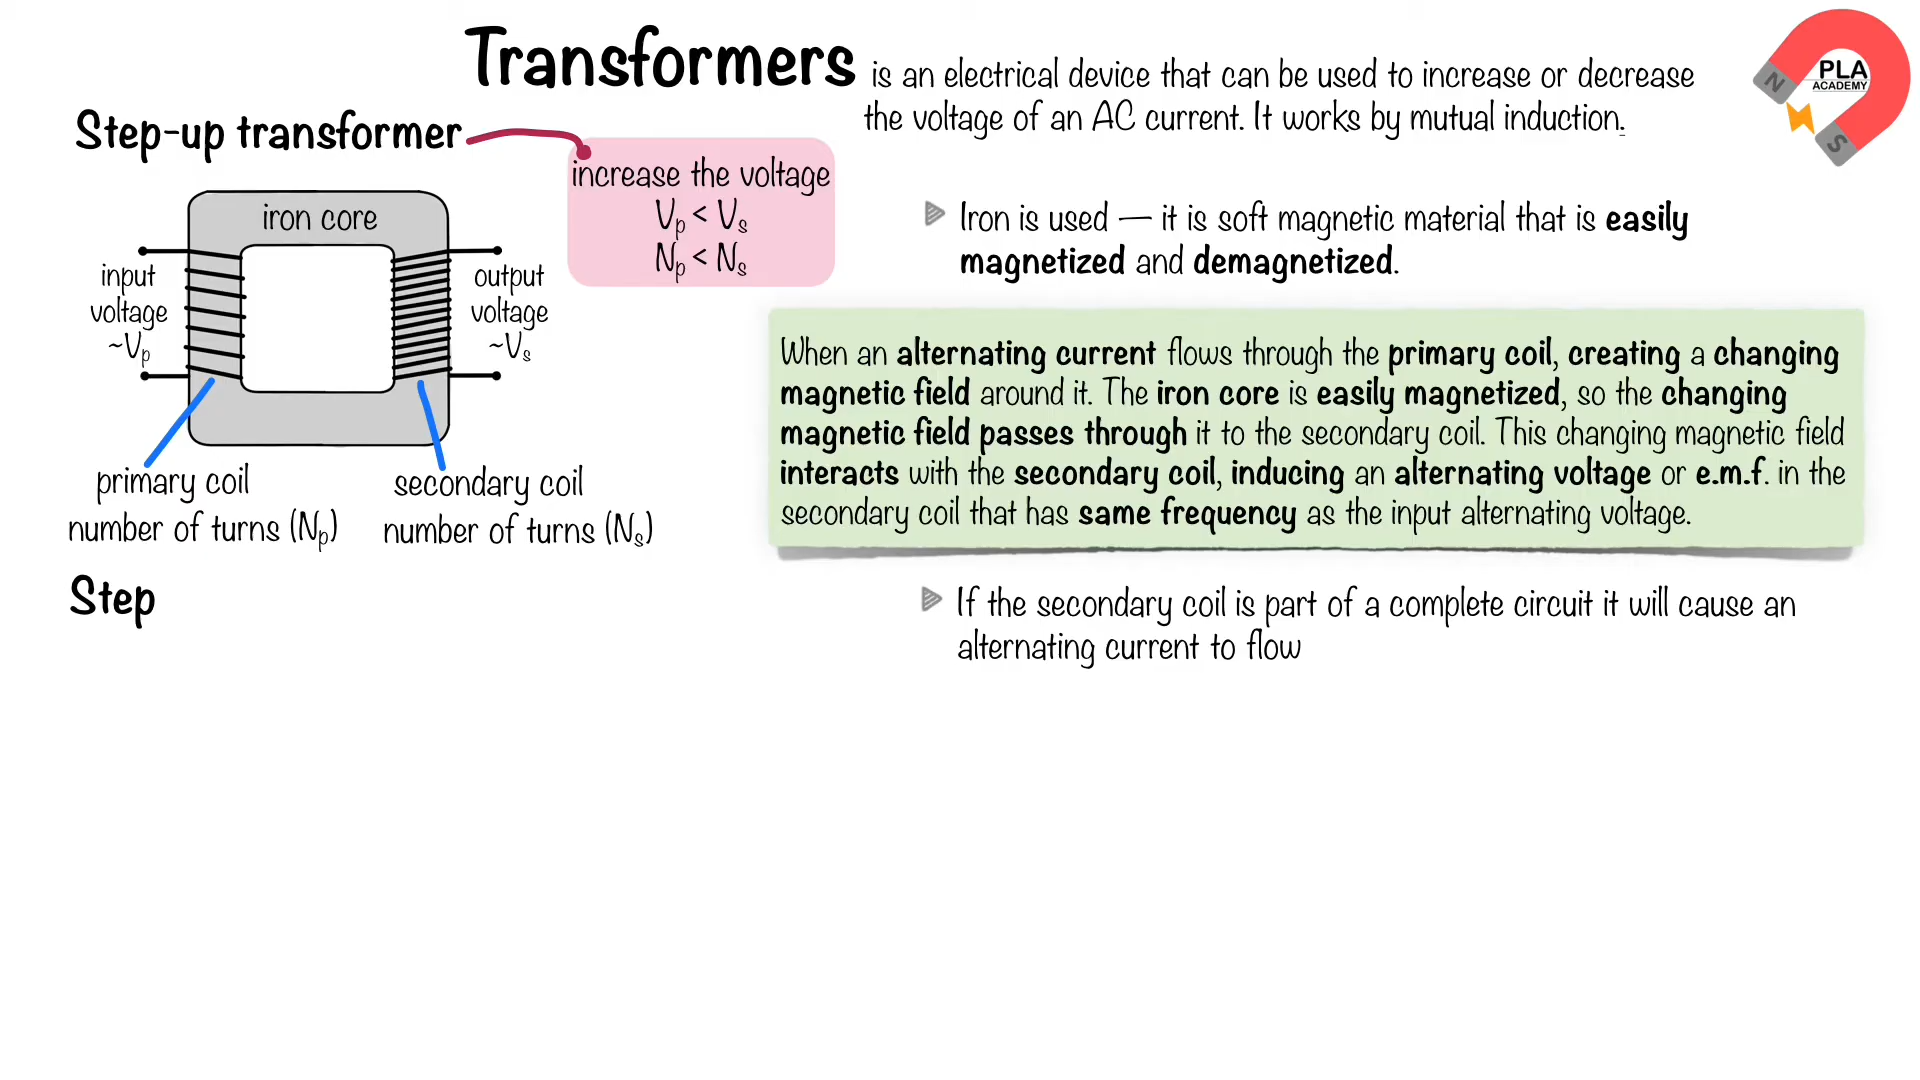 Transformers is an electrical device that can be used to increase or decrease
the voltage of an AC current. It works by mutual induction.
N
PLA
ACADEMY
S
Step-up transformer
increase the voltage
Vp < Vs
Np < Ns
iron core
input
voltage
~Vp
output
voltage
~Vs
primary coil
number of turns (Np)
secondary coil
number of turns (Ns)
Iron is used — it is soft magnetic material that is easily
magnetized and demagnetized.
When an alternating current flows through the primary coil, creating a changing
magnetic field around it. The iron core is easily magnetized, so the changing
magnetic field passes through it to the secondary coil. This changing magnetic field
interacts with the secondary coil, inducing an alternating voltage or e.m.f. in the
secondary coil that has same frequency as the input alternating voltage.
Step
If the secondary coil is part of a complete circuit it will cause an
alternating current to flow